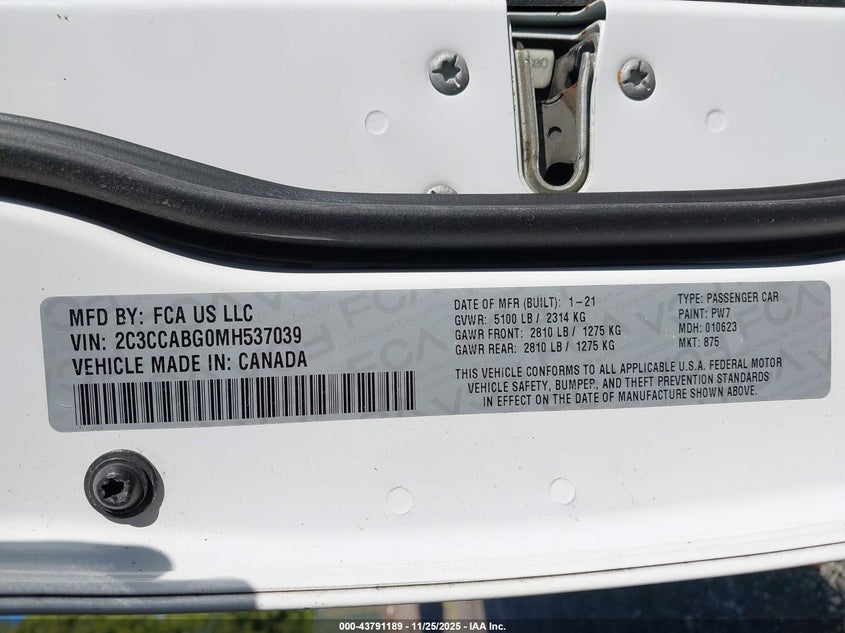 MFD BY: FCA US LLC
VIN: 2C3CCABG0MH537039
VEHICLE MADE IN: CANADA
DATE OF MFR (BUILT): 1-21
GVWR: 5100 LB / 2314 KG
GAWR FRONT: 2810 LB / 1275 KG
GAWR REAR: 2810 LB / 1275 KG
TYPE: PASSENGER CAR
PAINT: PW7
MDH: 010623
MKT: 875
THIS VEHICLE CONFORMS TO ALL APPLICABLE U.S.A. FEDERAL MOTOR
VEHICLE SAFETY, BUMPER, AND THEFT PREVENTION STANDARDS
IN EFFECT ON THE DATE OF MANUFACTURE SHOWN ABOVE.
000-43791189 - 11/25/2025 - IAA, Inc.